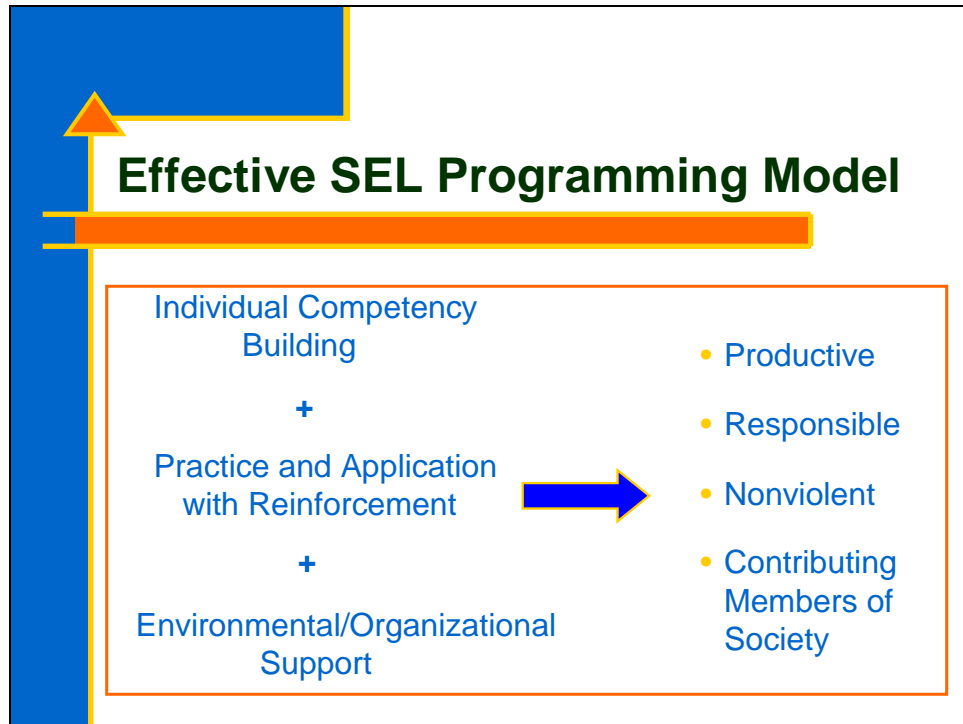 Effective SEL Programming Model
Individual Competency
Building
+
Practice and Application
with Reinforcement
+
Environmental/Organizational
Support
• Productive
• Responsible
• Nonviolent
• Contributing
Members of
Society